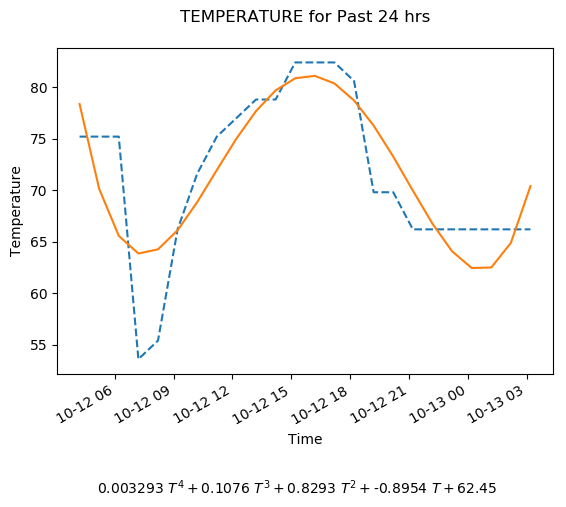 TEMPERATURE for Past 24 hrs
80
75
70
65
60
55
Temperature
10-12 06 10-12 09 10-12 12 10-12 15 10-12 18 10-12 21 10-13 00 10-13 03
Time
0.003293 T⁴ + 0.1076 T³ + 0.8293 T² + -0.8954 T + 62.45